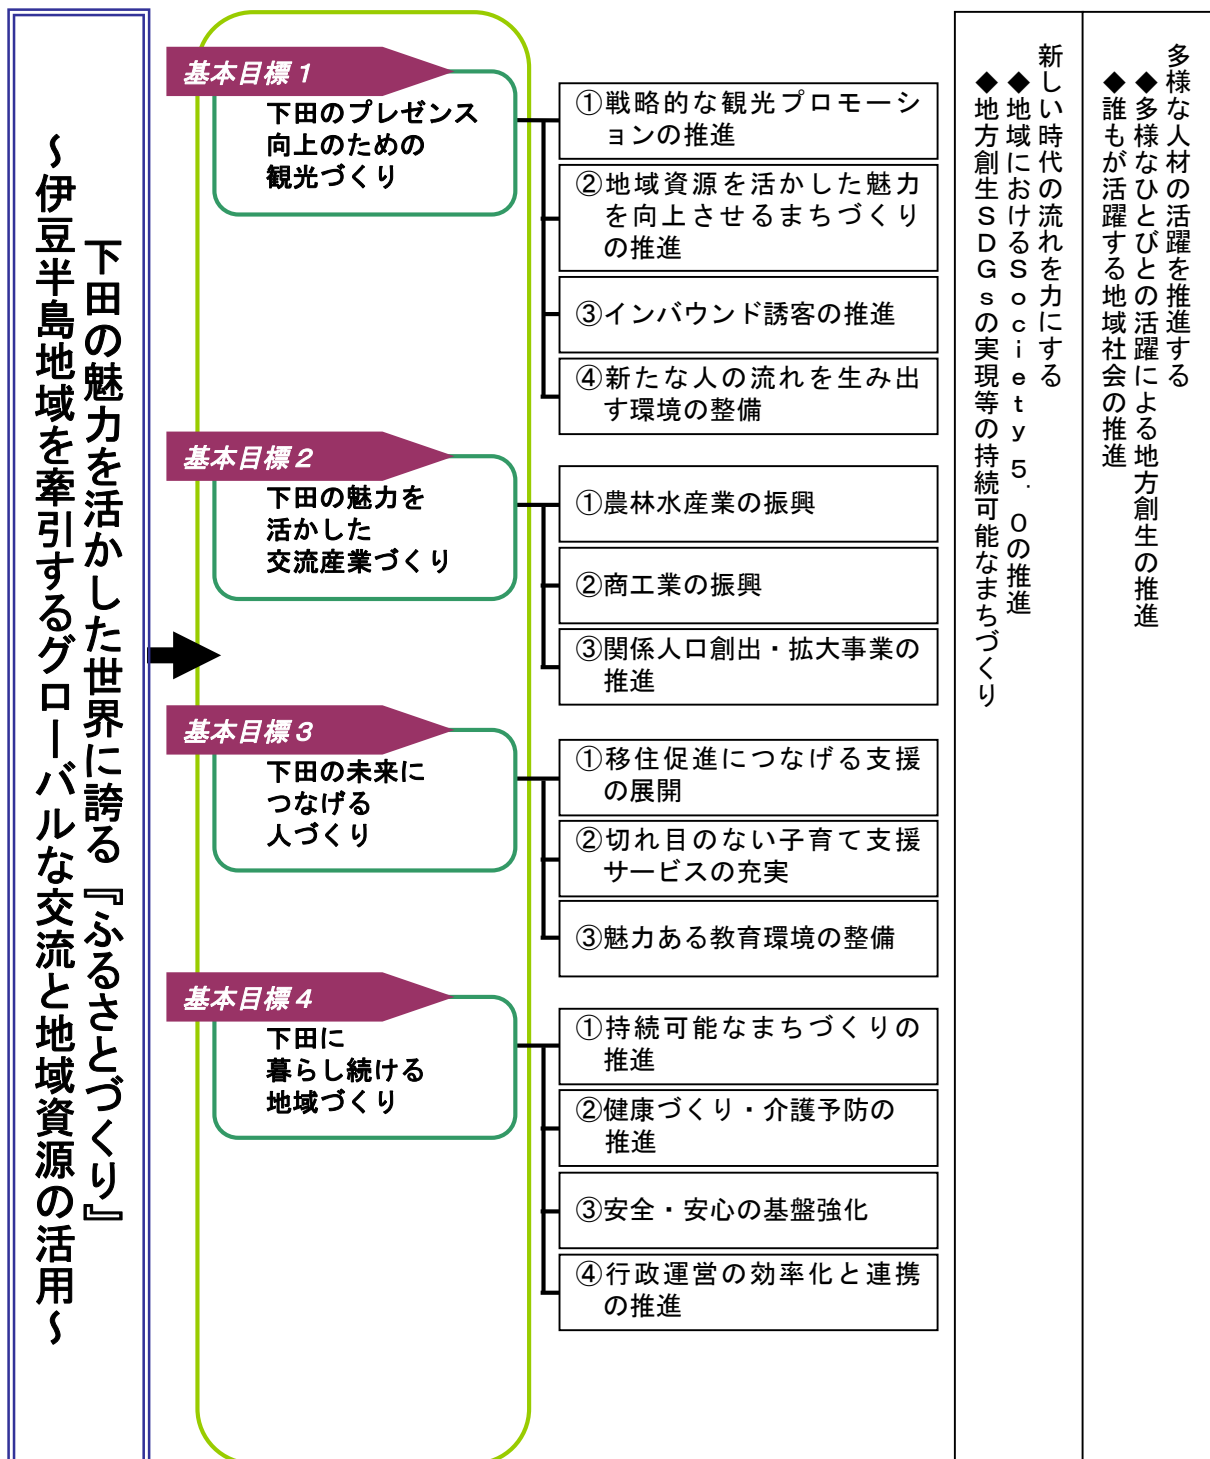 下田の魅力を活かした世界に誇る『ふるさとづくり』
～伊豆半島地域を牽引するグローバルな交流と地域資源の活用～
基本目標１
下田のプレゼンス
向上のための
観光づくり
①戦略的な観光プロモーシ
ョンの推進
②地域資源を活かした魅力
を向上させるまちづくり
の推進
③インバウンド誘客の推進
④新たな人の流れを生み出
す環境の整備
基本目標２
下田の魅力を
活かした
交流産業づくり
①農林水産業の振興
②商工業の振興
③関係人口創出・拡大事業の
推進
基本目標３
下田の未来に
つなげる
人づくり
①移住促進につなげる支援
の展開
②切れ目のない子育て支援
サービスの充実
③魅力ある教育環境の整備
基本目標４
下田に
暮らし続ける
地域づくり
①持続可能なまちづくりの
推進
②健康づくり・介護予防の
推進
③安全・安心の基盤強化
④行政運営の効率化と連携
の推進
多様な人材の活躍を推進する
◆多様なひとびとの活躍による地方創生の推進
◆誰もが活躍する地域社会の推進
新しい時代の流れを力にする
◆地域におけるＳｏｃｉｅｔｙ５．０の推進
◆地方創生ＳＤＧｓの実現等の持続可能なまちづくり